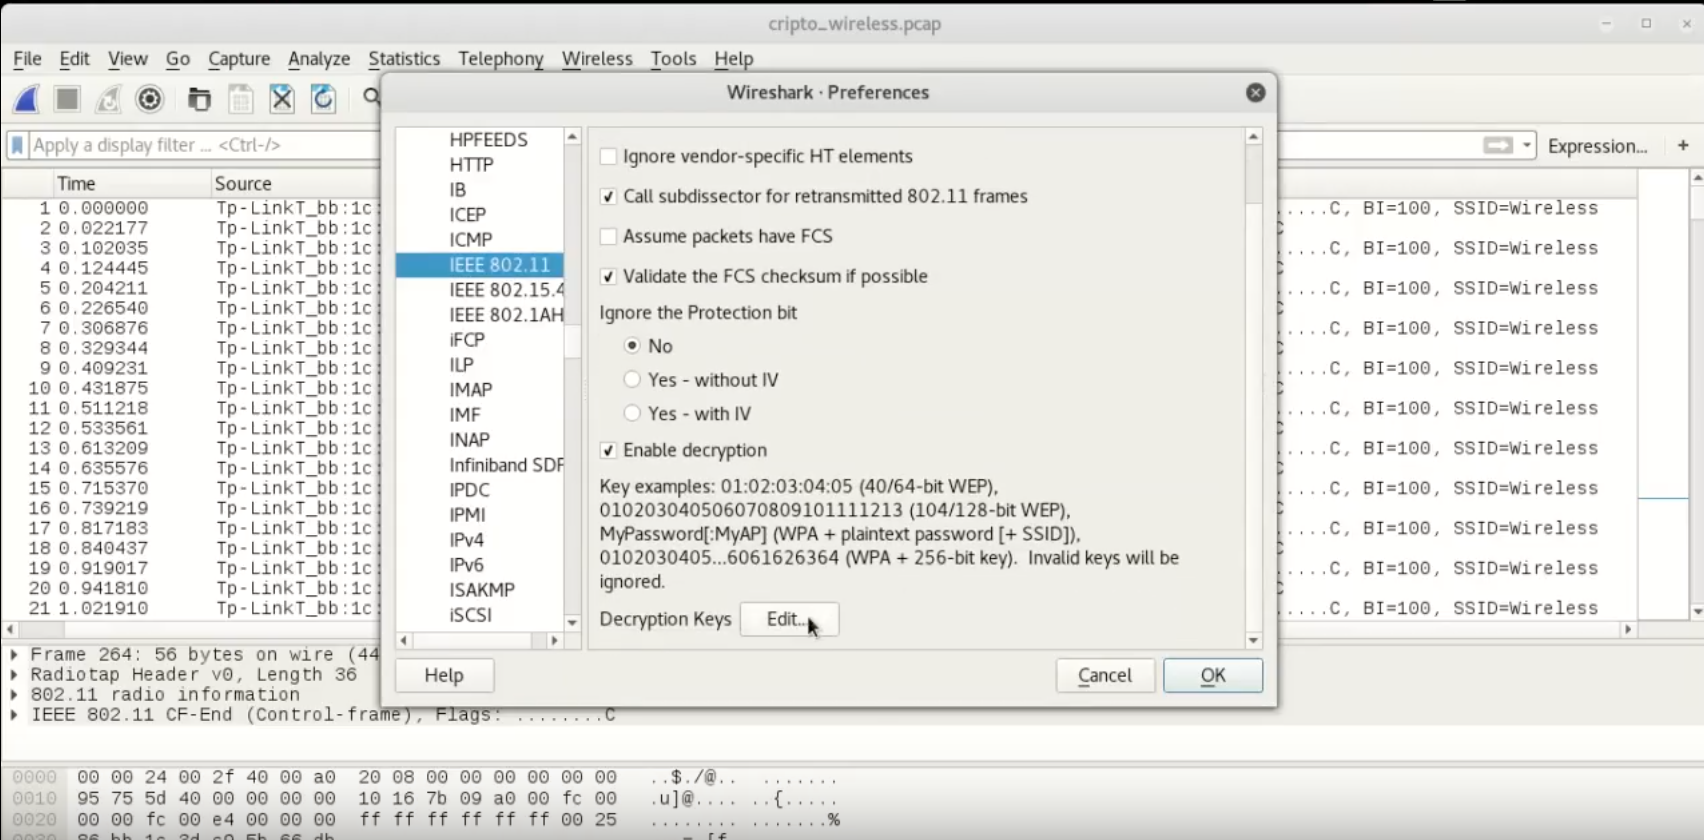 cripto_wireless.pcap
File Edit View Go Capture Analyze Statistics Telephony Wireless Tools Help
Wireshark · Preferences
Apply a display filter ... <Ctrl-/>
Expression... +
Time Source
1 0.000000 Tp-LinkT_bb:1c:
2 0.022177 Tp-LinkT_bb:1c:
3 0.102035 Tp-LinkT_bb:1c:
4 0.124445 Tp-LinkT_bb:1c:
5 0.204211 Tp-LinkT_bb:1c:
6 0.226540 Tp-LinkT_bb:1c:
7 0.306876 Tp-LinkT_bb:1c:
8 0.329344 Tp-LinkT_bb:1c:
9 0.409231 Tp-LinkT_bb:1c:
10 0.431875 Tp-LinkT_bb:1c:
11 0.511218 Tp-LinkT_bb:1c:
12 0.533561 Tp-LinkT_bb:1c:
13 0.613209 Tp-LinkT_bb:1c:
14 0.635576 Tp-LinkT_bb:1c:
15 0.715370 Tp-LinkT_bb:1c:
16 0.739219 Tp-LinkT_bb:1c:
17 0.817183 Tp-LinkT_bb:1c:
18 0.840437 Tp-LinkT_bb:1c:
19 0.919017 Tp-LinkT_bb:1c:
20 0.941810 Tp-LinkT_bb:1c:
21 1.021910 Tp-LinkT_bb:1c:
HPFEEDS
HTTP
IB
ICEP
ICMP
IEEE 802.11
IEEE 802.15.4
IEEE 802.1AH
iFCP
ILP
IMAP
IMF
INAP
Infiniband SDP
IPDC
IPMI
IPv4
IPv6
ISAKMP
iSCSI
Ignore vendor-specific HT elements
Call subdissector for retransmitted 802.11 frames
Assume packets have FCS
Validate the FCS checksum if possible
Ignore the Protection bit
No
Yes - without IV
Yes - with IV
Enable decryption
Key examples: 01:02:03:04:05 (40/64-bit WEP),
010203040506070809101111213 (104/128-bit WEP),
MyPassword[:MyAP] (WPA + plaintext password [+ SSID]),
0102030405...6061626364 (WPA + 256-bit key). Invalid keys will be
ignored.
Decryption Keys Edit...
Help Cancel OK
....C, BI=100, SSID=Wireless
C
....C, BI=100, SSID=Wireless
C
....C, BI=100, SSID=Wireless
C
....C, BI=100, SSID=Wireless
C
....C, BI=100, SSID=Wireless
C
....C, BI=100, SSID=Wireless
C
....C, BI=100, SSID=Wireless
C
....C, BI=100, SSID=Wireless
C
....C, BI=100, SSID=Wireless
C
....C, BI=100, SSID=Wireless
C
....C, BI=100, SSID=Wireless
Frame 264: 56 bytes on wire (44
Radiotap Header v0, Length 36
802.11 radio information
IEEE 802.11 CF-End (Control-frame), Flags: ........C
0000 00 00 24 00 2f 40 00 a0 20 08 00 00 00 00 00 00 ..$./@.. .......
0010 95 75 5d 40 00 00 00 00 10 16 7b 09 a0 00 fc 00 .u]@.... ..{.....
0020 00 00 fc 00 e4 00 00 00 ff ff ff ff ff ff 00 25 ........ .......%